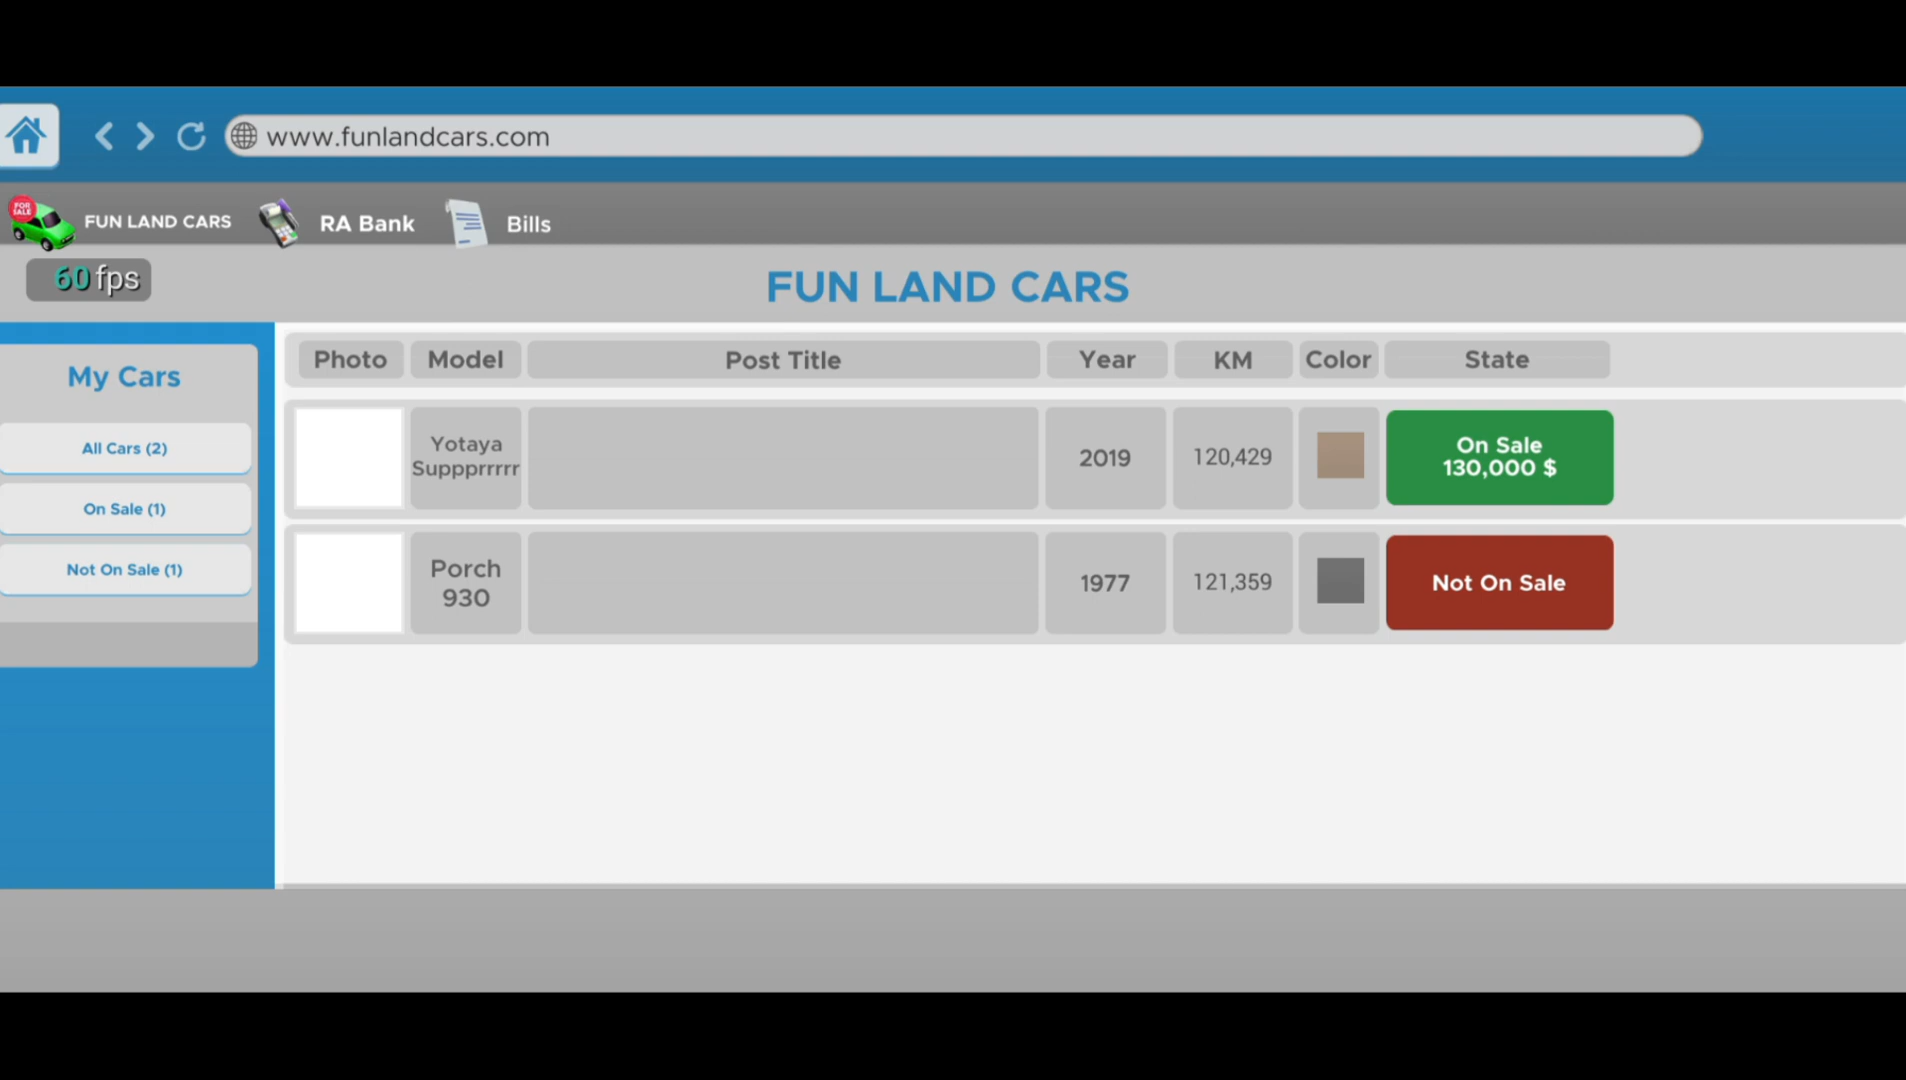 www.funlandcars.com
FOR SALE
FUN LAND CARS
RA Bank
Bills
60 fps
FUN LAND CARS
My Cars
All Cars (2)
On Sale (1)
Not On Sale (1)
Photo Model Post Title Year KM Color State
Yotaya
Suppprrrrr
2019
120,429
On Sale
130,000 $
Porch
930
1977
121,359
Not On Sale